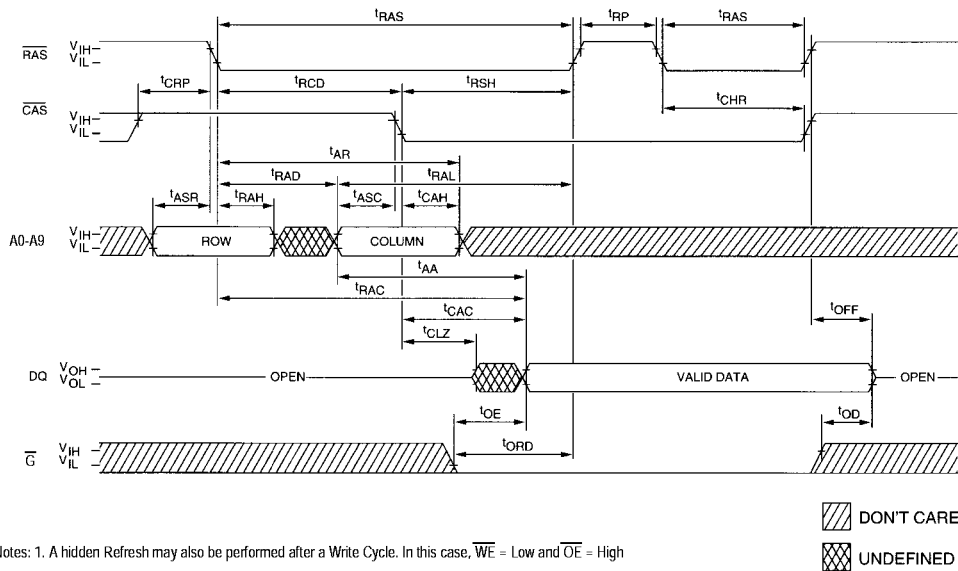 tRAS tRP tRAS
RAS VIH VIL
tCRP tRCD tRSH
tCHR
CAS VIH VIL
tAR
tRAD tRAL
tASR tRAH tASC tCAH
A0-A9 VIH VIL ROW COLUMN
tAA
tRAC
tCAC tOFF
tCLZ
DQ VOH VOL OPEN VALID DATA OPEN
tOE tOD
tORD
G VIH VIL
DON'T CARE
UNDEFINED
Notes: 1. A hidden Refresh may also be performed after a Write Cycle. In this case, WE = Low and OE = High